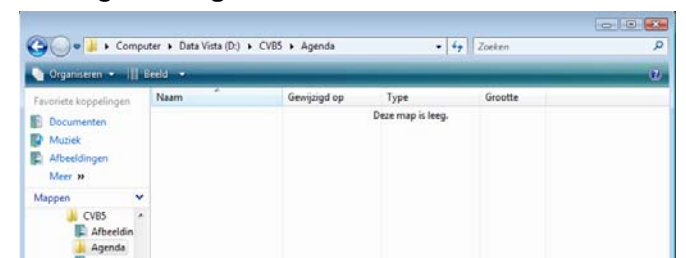 Computer ▸ Data Vista (D:) ▸ CVB5 ▸ Agenda Zoeken
Organiseren Beeld
Favoriete koppelingen
Documenten
Muziek
Afbeeldingen
Meer »
Mappen
CVB5
Afbeeldin
Agenda
Naam Gewijzigd op Type Grootte
Deze map is leeg.